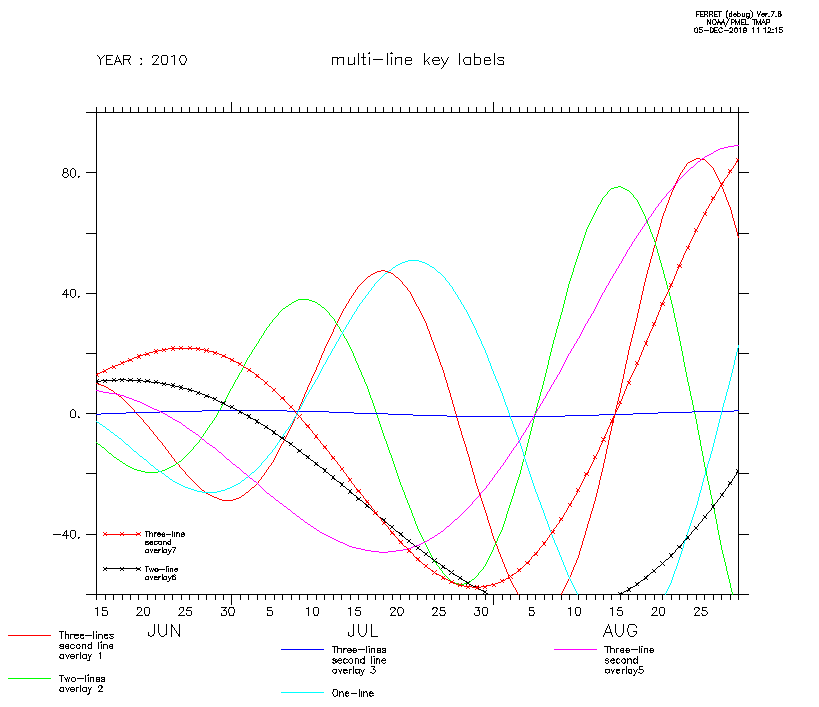 FERRET (debug) Ver.7.8
NOAA/PMEL TMAP
05-DEC-2018 11:12:15
YEAR : 2010
multi-line key labels
80.
40.
0.
-40.
Three-line
second
overlay7
Two-line
overlay6
15 20 25 30 5 10 15 20 25 30 5 10 15 20 25
JUN JUL AUG
Three-lines
second line
overlay 1
Two-lines
overlay 2
Three-lines
second line
overlay 3
One-line
Three-line
second
overlay5